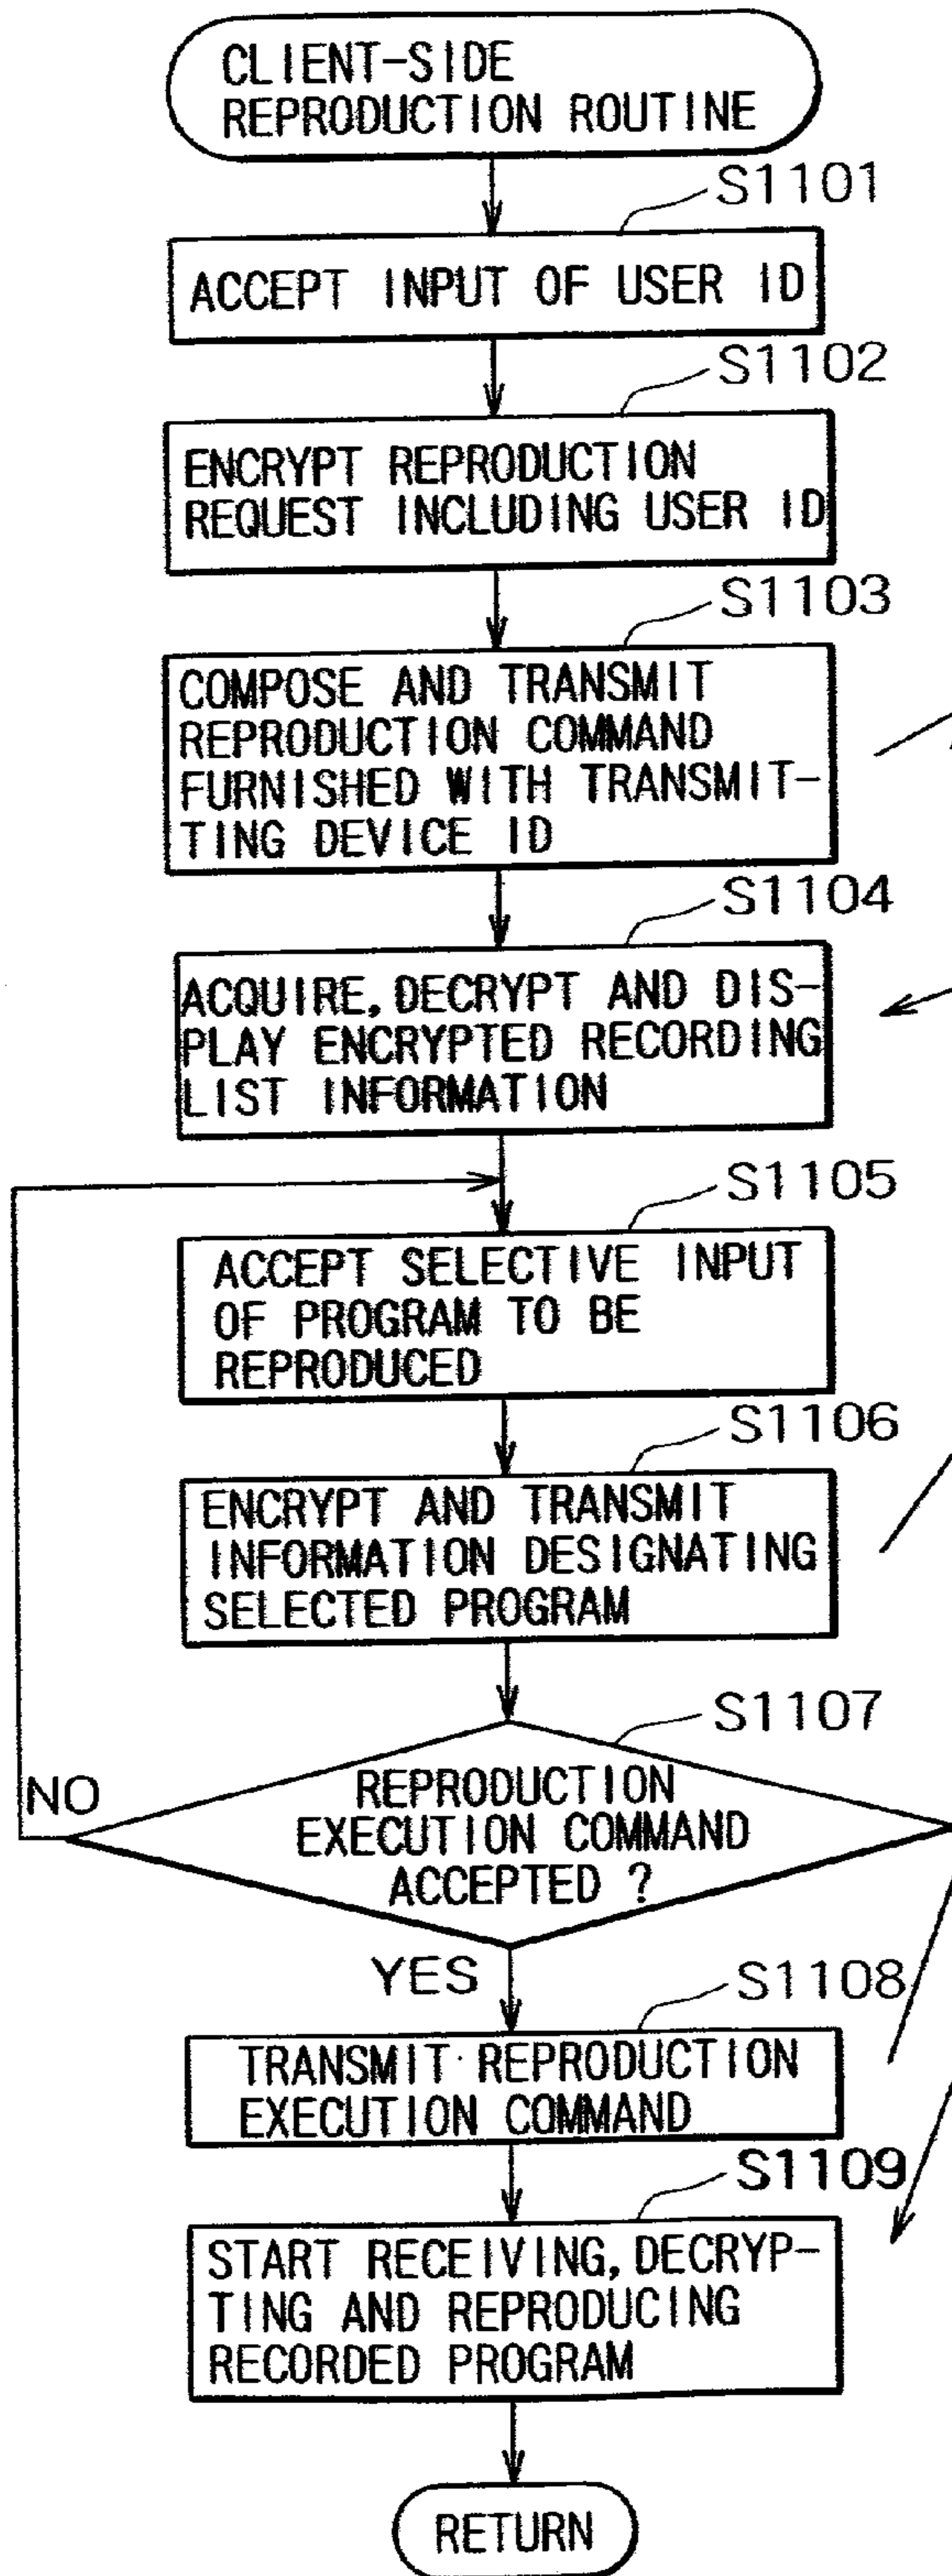 CLIENT-SIDE
REPRODUCTION ROUTINE
S1101
ACCEPT INPUT OF USER ID
S1102
ENCRYPT REPRODUCTION
REQUEST INCLUDING USER ID
S1103
COMPOSE AND TRANSMIT
REPRODUCTION COMMAND
FURNISHED WITH TRANSMIT-
TING DEVICE ID
S1104
ACQUIRE, DECRYPT AND DIS-
PLAY ENCRYPTED RECORDING
LIST INFORMATION
S1105
ACCEPT SELECTIVE INPUT
OF PROGRAM TO BE
REPRODUCED
S1106
ENCRYPT AND TRANSMIT
INFORMATION DESIGNATING
SELECTED PROGRAM
S1107
NO
REPRODUCTION
EXECUTION COMMAND
ACCEPTED ?
YES
S1108
TRANSMIT REPRODUCTION
EXECUTION COMMAND
S1109
START RECEIVING, DECRYP-
TING AND REPRODUCING
RECORDED PROGRAM
RETURN